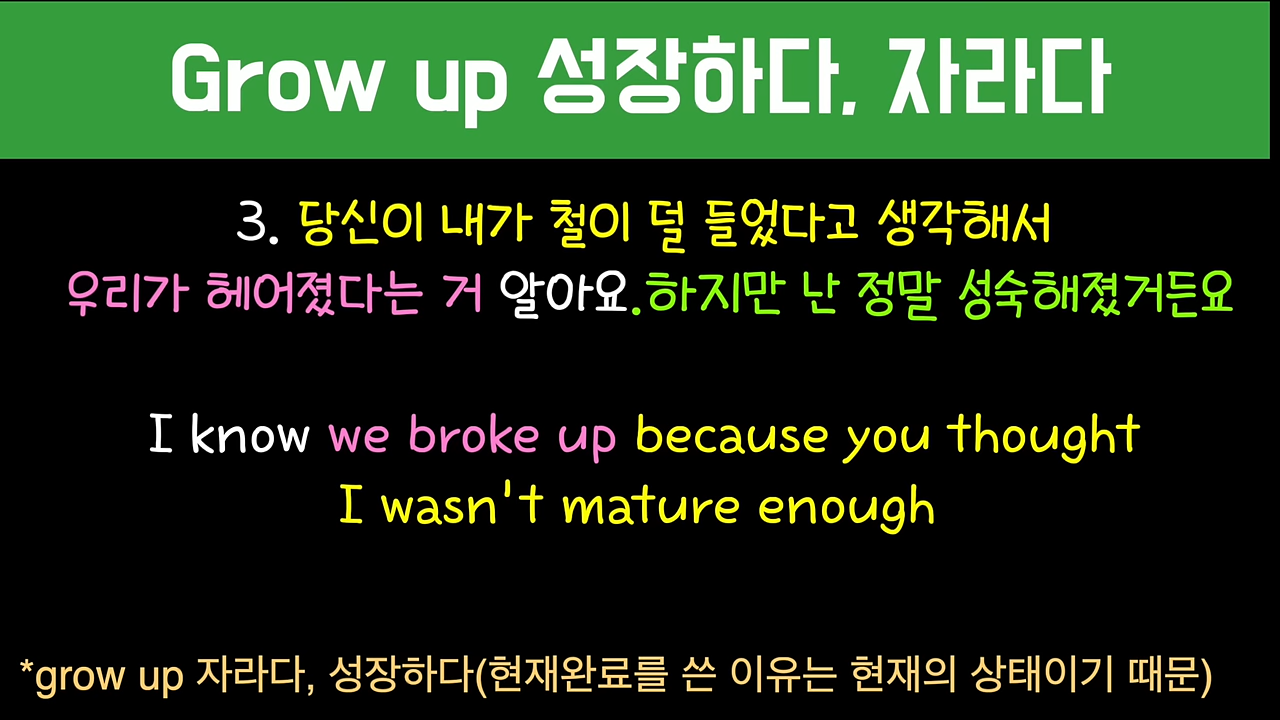 Grow up 성장하다, 자라다
3. 당신이 내가 철이 덜 들었다고 생각해서
우리가 헤어졌다는 거 알아요.하지만 난 정말 성숙해졌거든요
I know we broke up because you thought
I wasn't mature enough
*grow up 자라다, 성장하다(현재완료를 쓴 이유는 현재의 상태이기 때문)